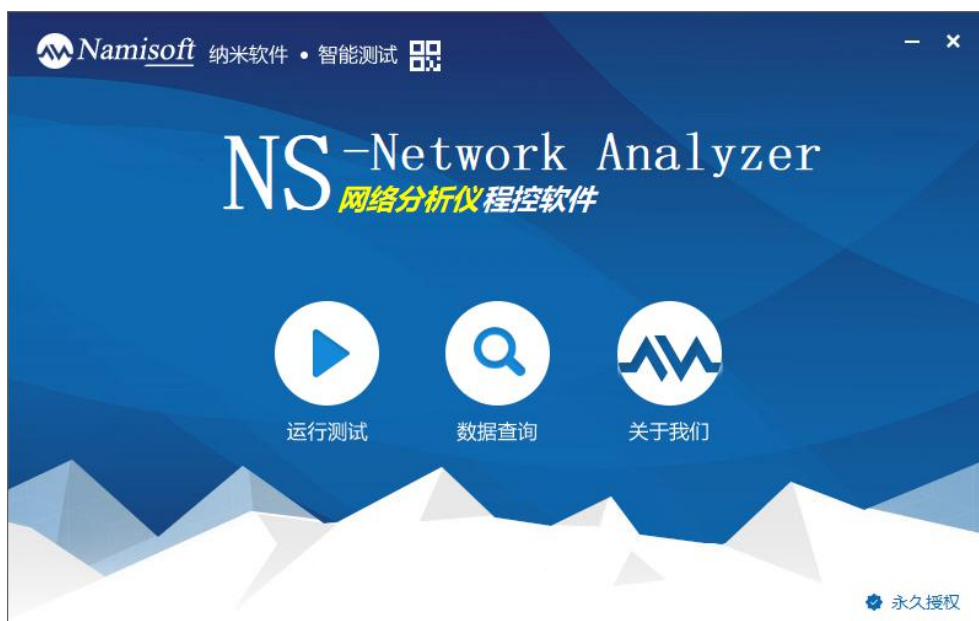 Namisoft 纳米软件 • 智能测试
NS-Network Analyzer
网络分析仪程控软件
运行测试
数据查询
关于我们
永久授权